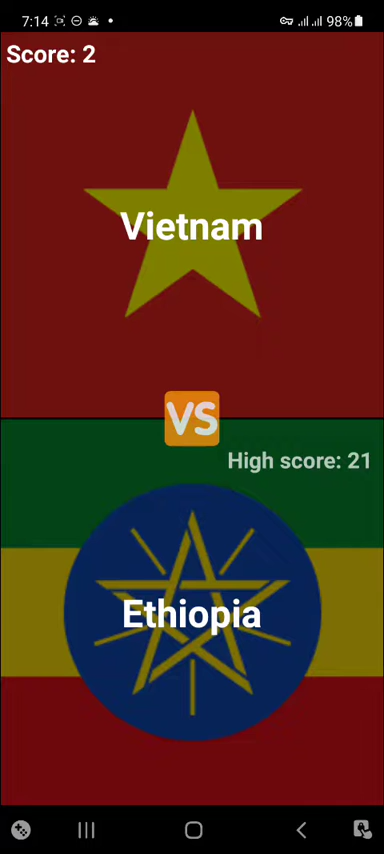 7:14 98%
Score: 2
Vietnam
VS
High score: 21
Ethiopia